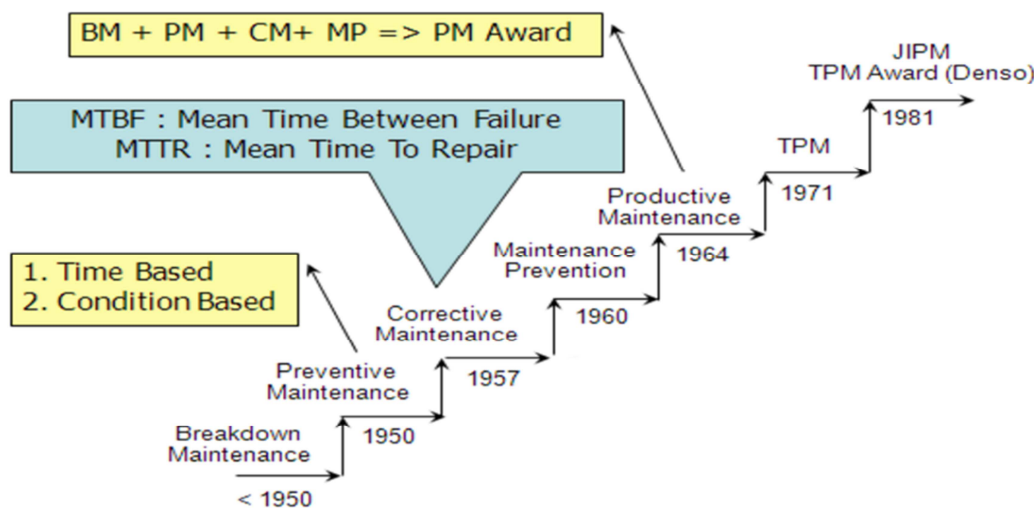 BM + PM + CM+ MP => PM Award
JIPM
TPM Award (Denso)
1981
MTBF : Mean Time Between Failure
MTTR : Mean Time To Repair
TPM
1971
Productive
Maintenance
1964
Maintenance
Prevention
1960
1. Time Based
2. Condition Based
Corrective
Maintenance
1957
Preventive
Maintenance
1950
Breakdown
Maintenance
< 1950